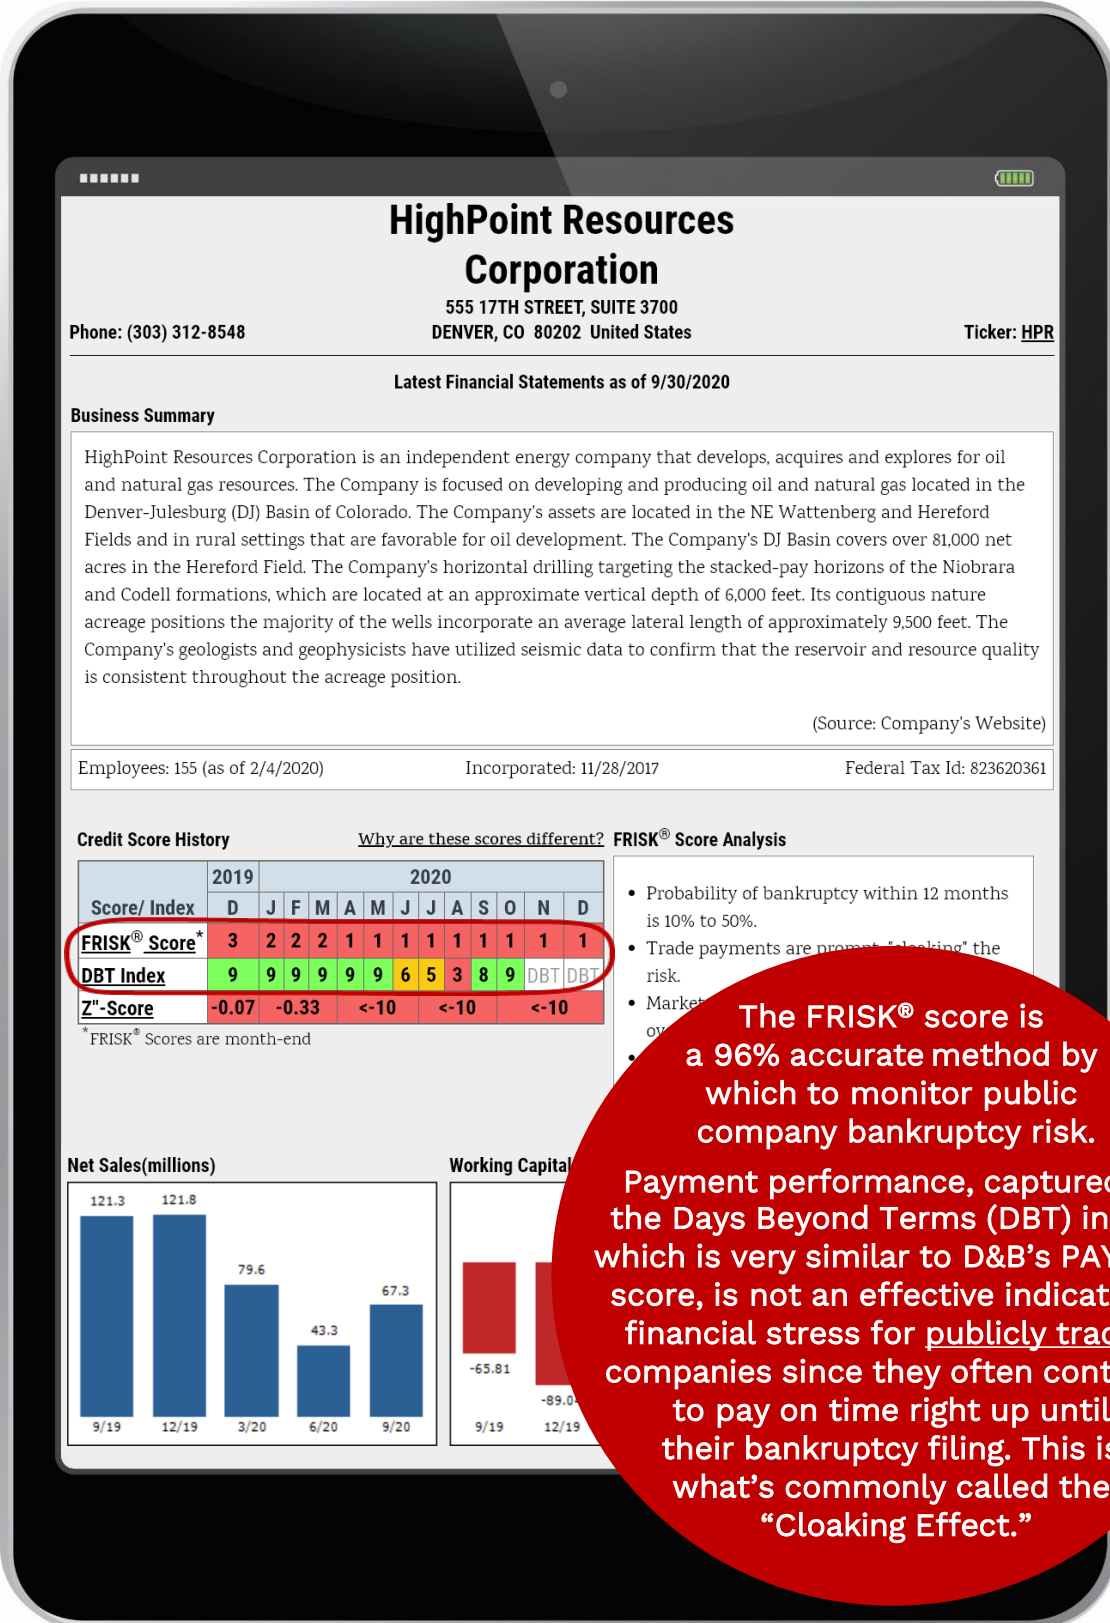 HighPoint Resources
Corporation
555 17TH STREET, SUITE 3700
Phone: (303) 312-8548 DENVER, CO 80202 United States Ticker: HPR
Latest Financial Statements as of 9/30/2020
Business Summary
HighPoint Resources Corporation is an independent energy company that develops, acquires and explores for oil
and natural gas resources. The Company is focused on developing and producing oil and natural gas located in the
Denver-Julesburg (DJ) Basin of Colorado. The Company's assets are located in the NE Wattenberg and Hereford
Fields and in rural settings that are favorable for oil development. The Company's DJ Basin covers over 81,000 net
acres in the Hereford Field. The Company's horizontal drilling targeting the stacked-pay horizons of the Niobrara
and Codell formations, which are located at an approximate vertical depth of 6,000 feet. Its contiguous nature
acreage positions the majority of the wells incorporate an average lateral length of approximately 9,500 feet. The
Company's geologists and geophysicists have utilized seismic data to confirm that the reservoir and resource quality
is consistent throughout the acreage position.
(Source: Company's Website)
Employees: 155 (as of 2/4/2020) Incorporated: 11/28/2017 Federal Tax Id: 823620361
Credit Score History Why are these scores different?
2019 2020
Score/ Index D J F M A M J J A S O N D
FRISK® Score* 3 2 2 2 1 1 1 1 1 1 1 1 1
DBT Index 9 9 9 9 9 9 6 5 3 8 9 DBT DBT
Z"-Score -0.07 -0.33 <-10 <-10 <-10
*FRISK® Scores are month-end
FRISK® Score Analysis
• Probability of bankruptcy within 12 months
is 10% to 50%.
• Trade payments are prompt, "cloaking" the
risk.
• Market
Net Sales(millions)
121.3 121.8 79.6 43.3 67.3
9/19 12/19 3/20 6/20 9/20
Working Capital
-65.81
9/19 12/19
The FRISK® score is
a 96% accurate method by
which to monitor public
company bankruptcy risk.
Payment performance, captured
the Days Beyond Terms (DBT) in
which is very similar to D&B's PAY
score, is not an effective indicat
financial stress for publicly trad
companies since they often cont
to pay on time right up until
their bankruptcy filing. This is
what's commonly called the
“Cloaking Effect.”